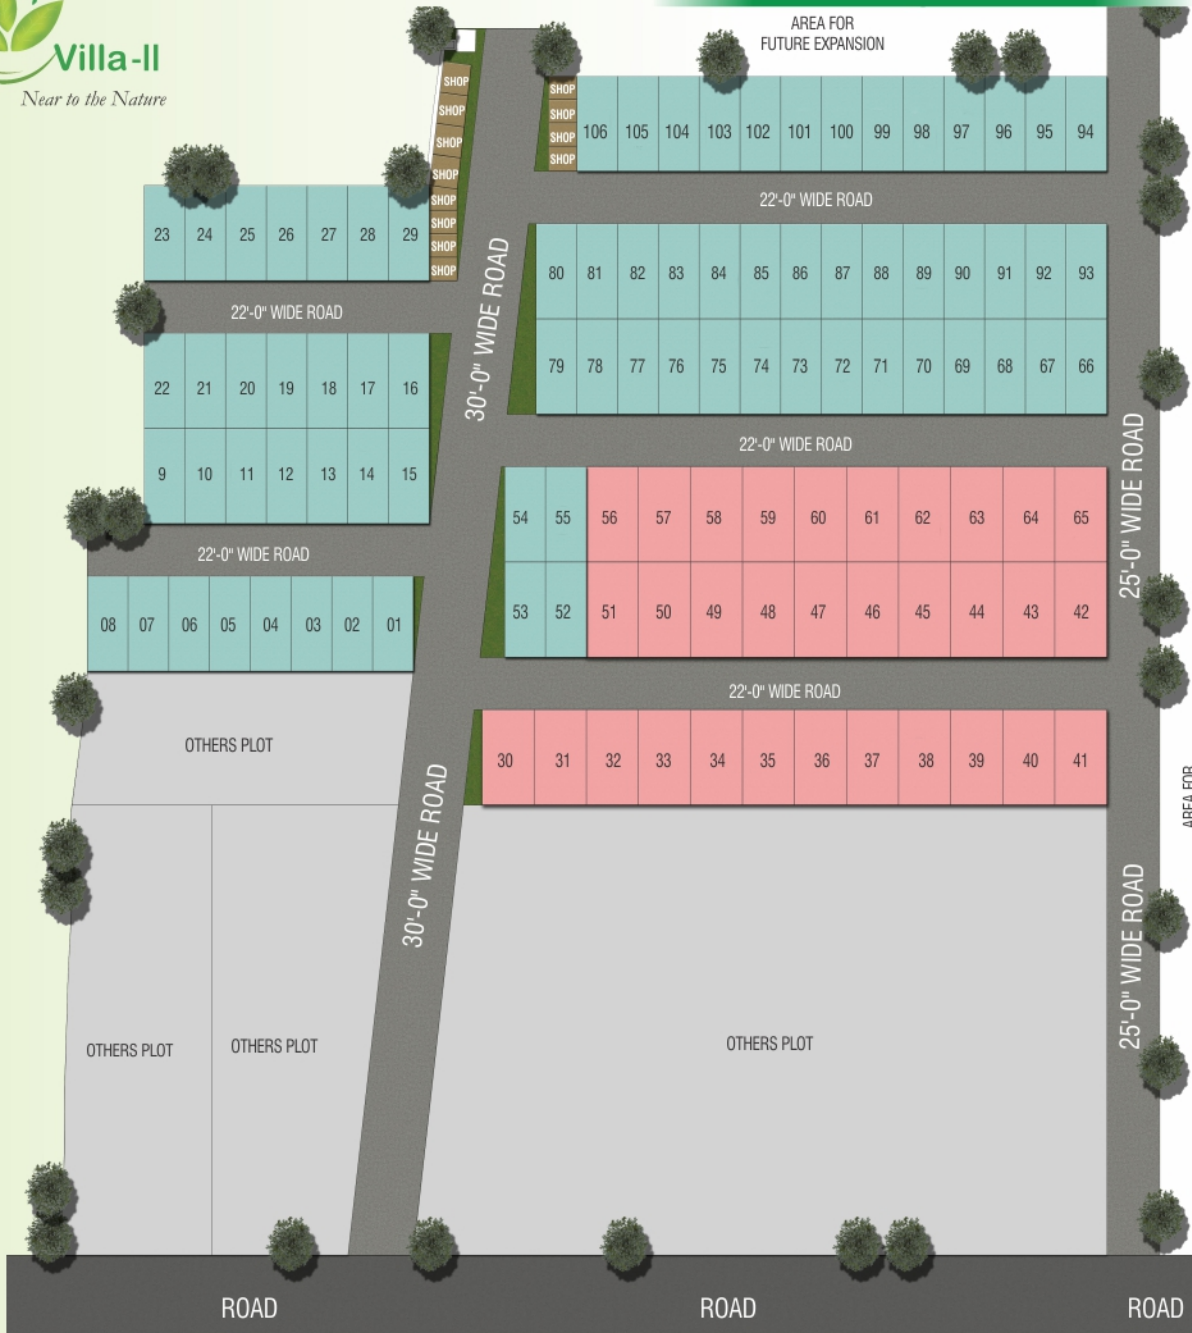 Villa-II
Near to the Nature
AREA FOR
FUTURE EXPANSION
SHOP
SHOP
SHOP
SHOP
SHOP
SHOP
SHOP
SHOP
SHOP
SHOP
SHOP
SHOP
106 105 104 103 102 101 100 99 98 97 96 95 94
22'-0" WIDE ROAD
23 24 25 26 27 28 29
22'-0" WIDE ROAD
80 81 82 83 84 85 86 87 88 89 90 91 92 93
79 78 77 76 75 74 73 72 71 70 69 68 67 66
30'-0" WIDE ROAD
22 21 20 19 18 17 16
9 10 11 12 13 14 15
22'-0" WIDE ROAD
22'-0" WIDE ROAD
25'-0" WIDE ROAD
54 55 56 57 58 59 60 61 62 63 64 65
53 52 51 50 49 48 47 46 45 44 43 42
08 07 06 05 04 03 02 01
22'-0" WIDE ROAD
30 31 32 33 34 35 36 37 38 39 40 41
OTHERS PLOT
30'-0" WIDE ROAD
AREA FOR
25'-0" WIDE ROAD
OTHERS PLOT
OTHERS PLOT
OTHERS PLOT
ROAD
ROAD
ROAD